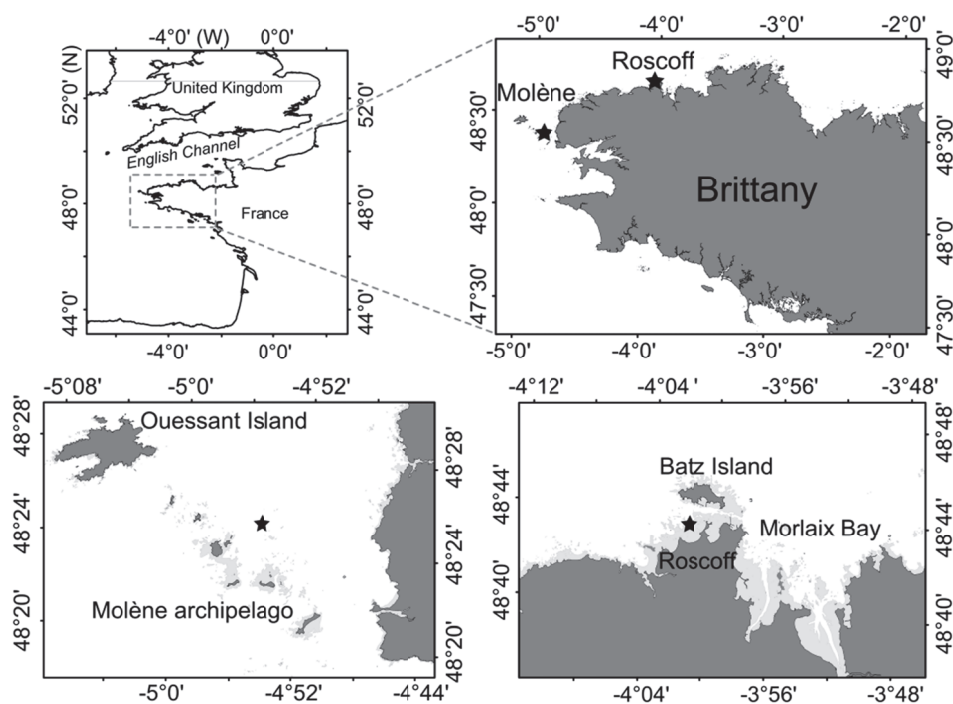 -4°0' (W) 0°0'
52°0' (N)
48°0'
44°0'
United Kingdom
English Channel
France
52°0'
48°0'
44°0'
-4°0' 0°0'
-5°0' -4°0' -3°0' -2°0'
48°30'
48°0'
47°30'
Roscoff
Molène
Brittany
49°0'
48°30'
48°0'
47°30'
-5°0' -4°0' -3°0' -2°0'
-5°08' -5°0' -4°52'
48°28'
48°24'
48°20'
Ouessant Island
Molène archipelago
48°28'
48°24'
48°20'
-5°0' -4°52' -4°44'
-4°12' -4°04' -3°56' -3°48'
48°44'
48°40'
Batz Island
Morlaix Bay
Roscoff
48°48'
48°44'
48°40'
-4°04' -3°56' -3°48'